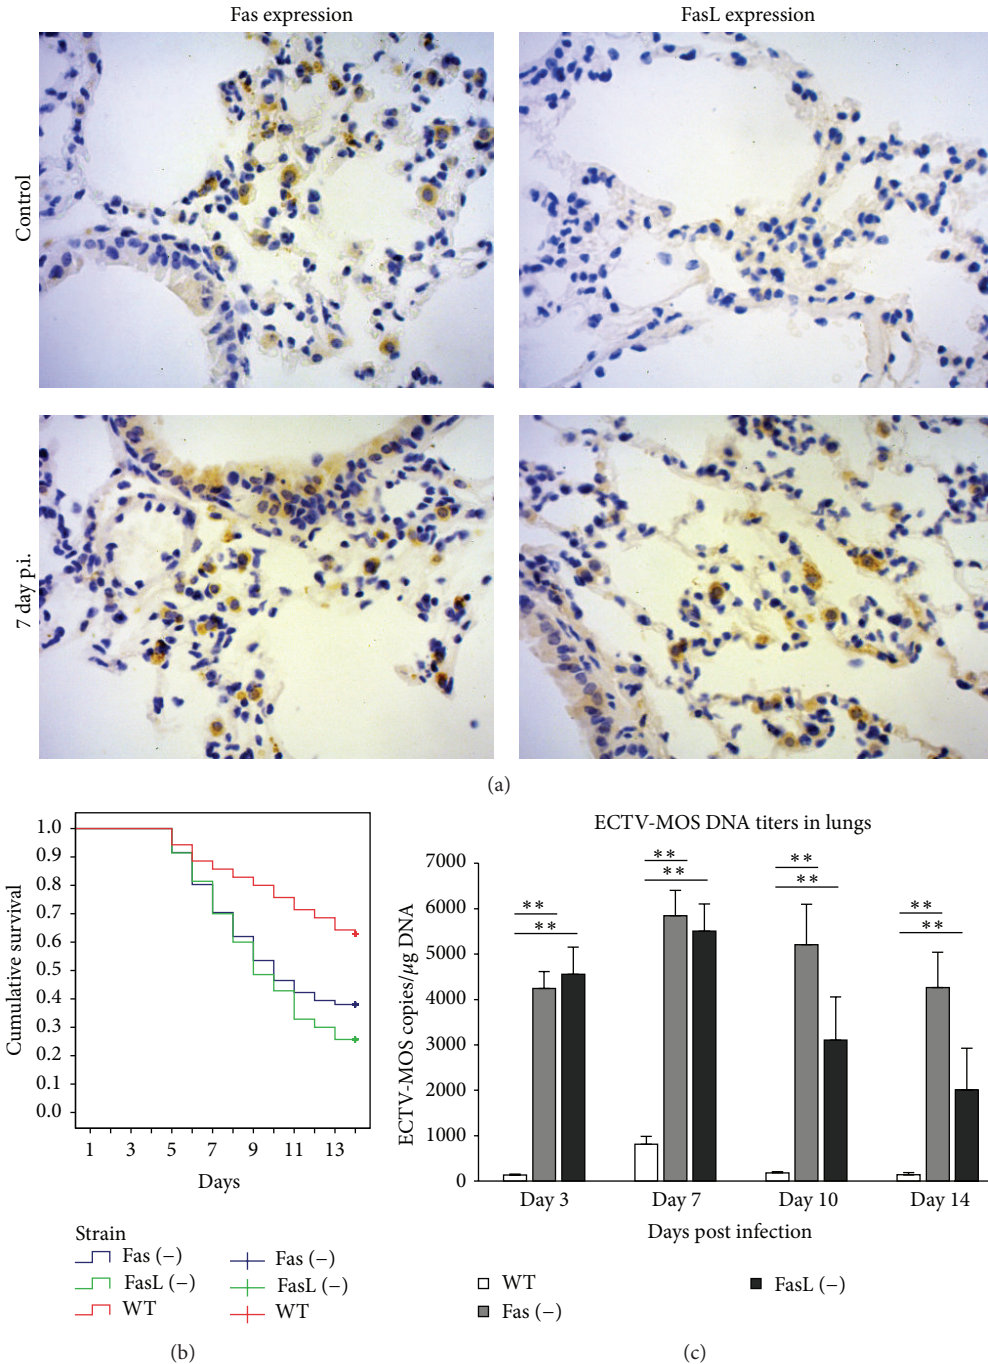 Fas expression
FasL expression
Control
7 day p.i.
(a)
1.0
0.9
0.8
0.7
0.6
0.5
0.4
0.3
0.2
0.1
0.0
Cumulative survival
1 3 5 7 9 11 13
Days
Strain
Fas (−)
FasL (−)
WT
Fas (−)
FasL (−)
WT
(b)
ECTV-MOS DNA titers in lungs
7000
6000
5000
4000
3000
2000
1000
0
ECTV-MOS copies/μg DNA
** **
** **
** **
** **
Day 3 Day 7 Day 10 Day 14
Days post infection
WT
Fas (−)
FasL (−)
(c)